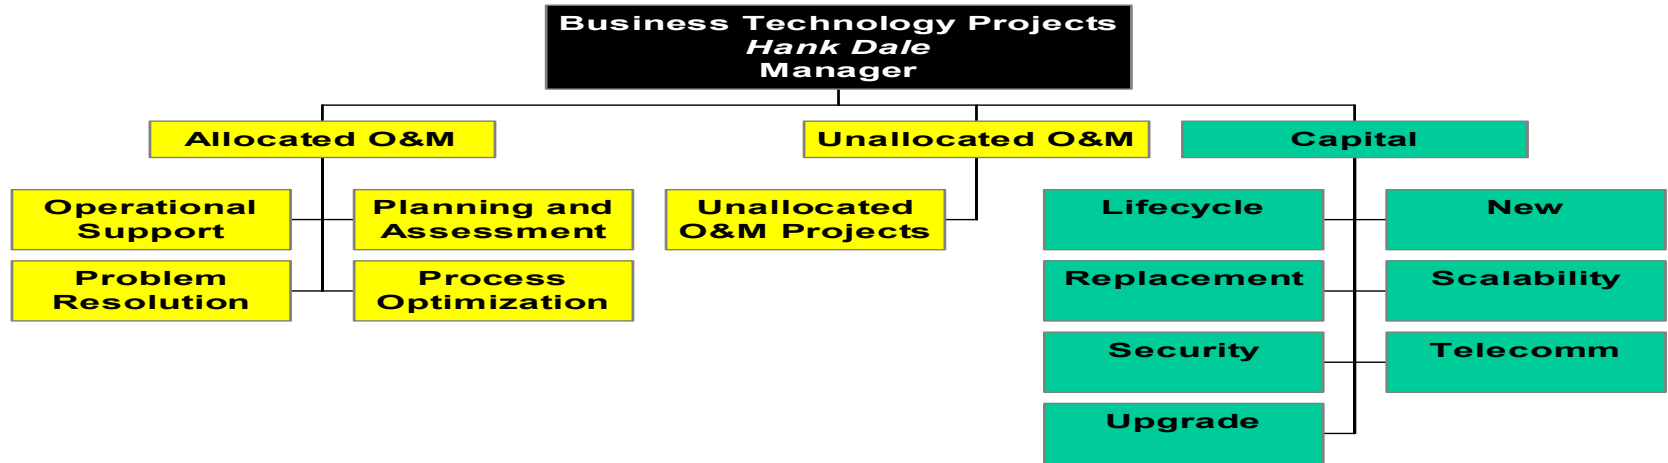 Business Technology Projects
Hank Dale
Manager
Allocated O&M
Unallocated O&M
Capital
Operational
Support
Planning and
Assessment
Unallocated
O&M Projects
Lifecycle
New
Problem
Resolution
Process
Optimization
Replacement
Scalability
Security
Telecomm
Upgrade